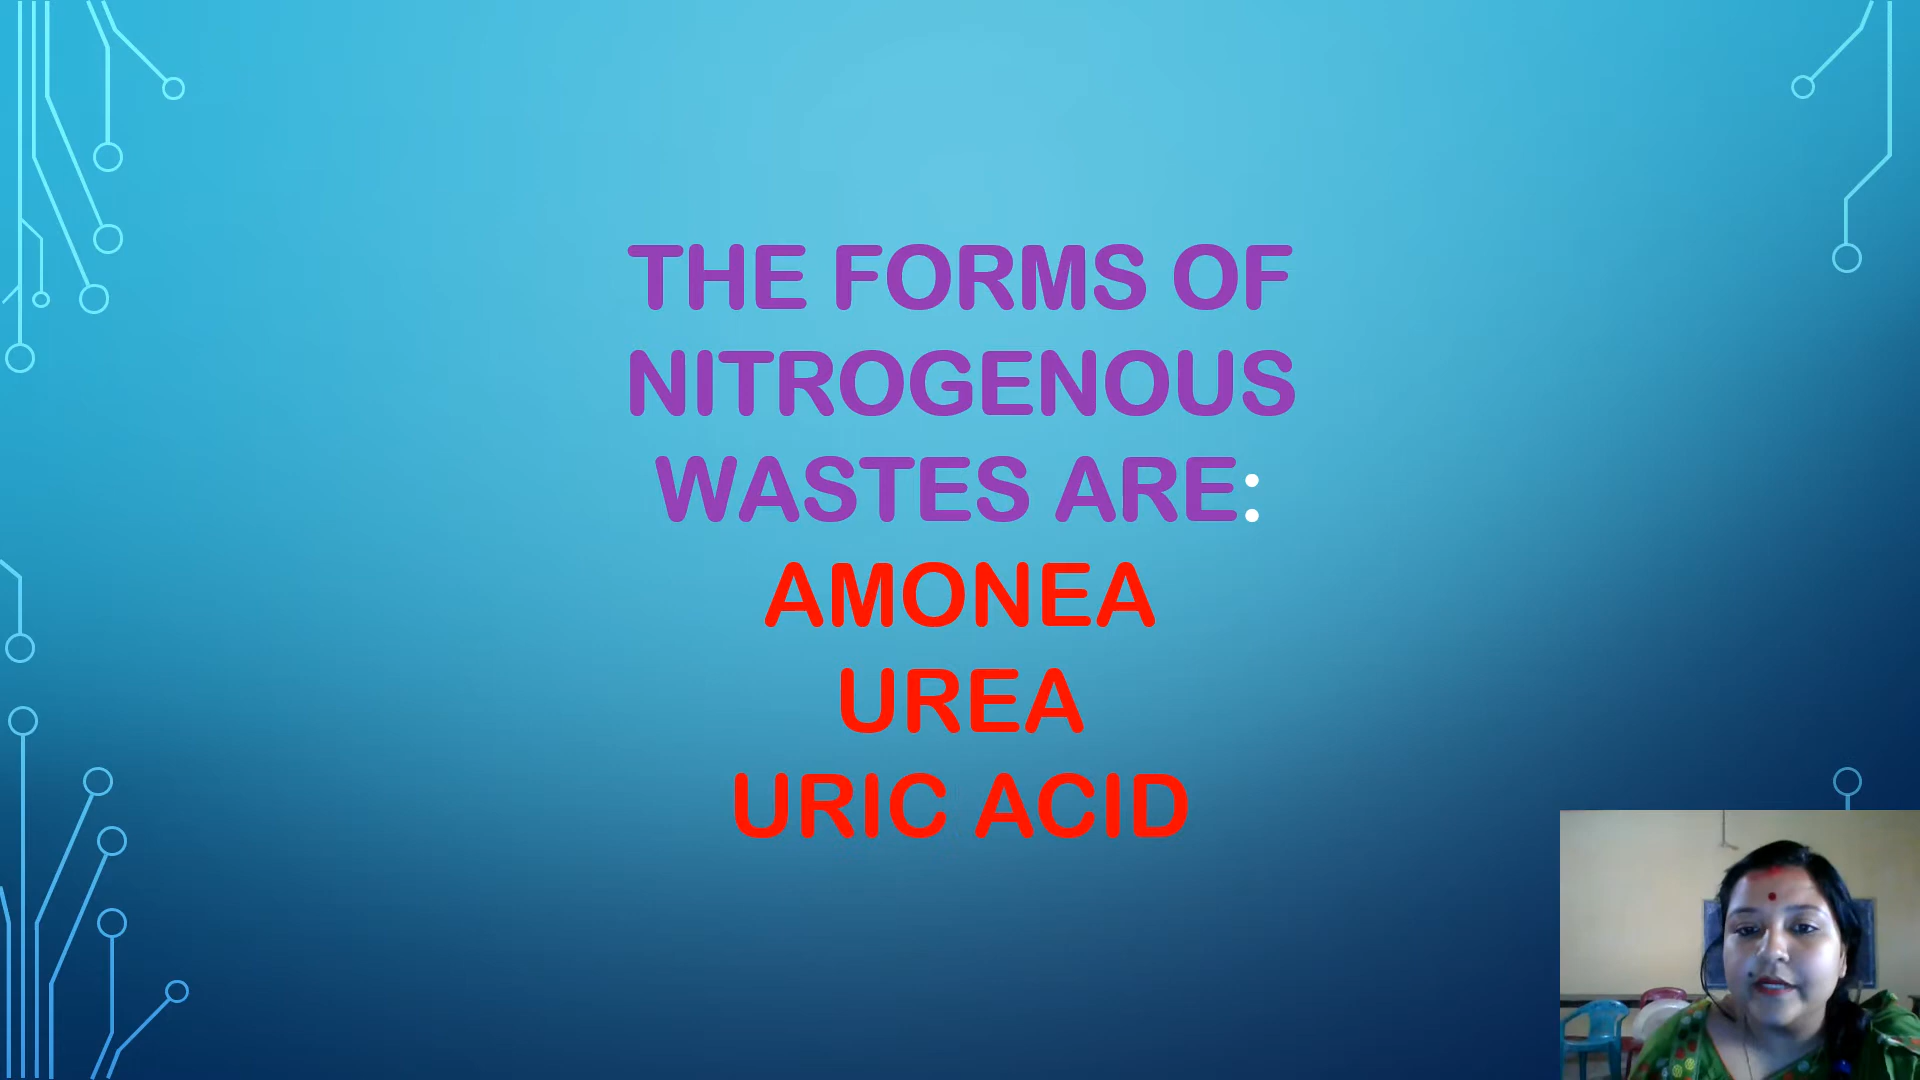 THE FORMS OF
NITROGENOUS
WASTES ARE:
AMONEA
UREA
URIC ACID